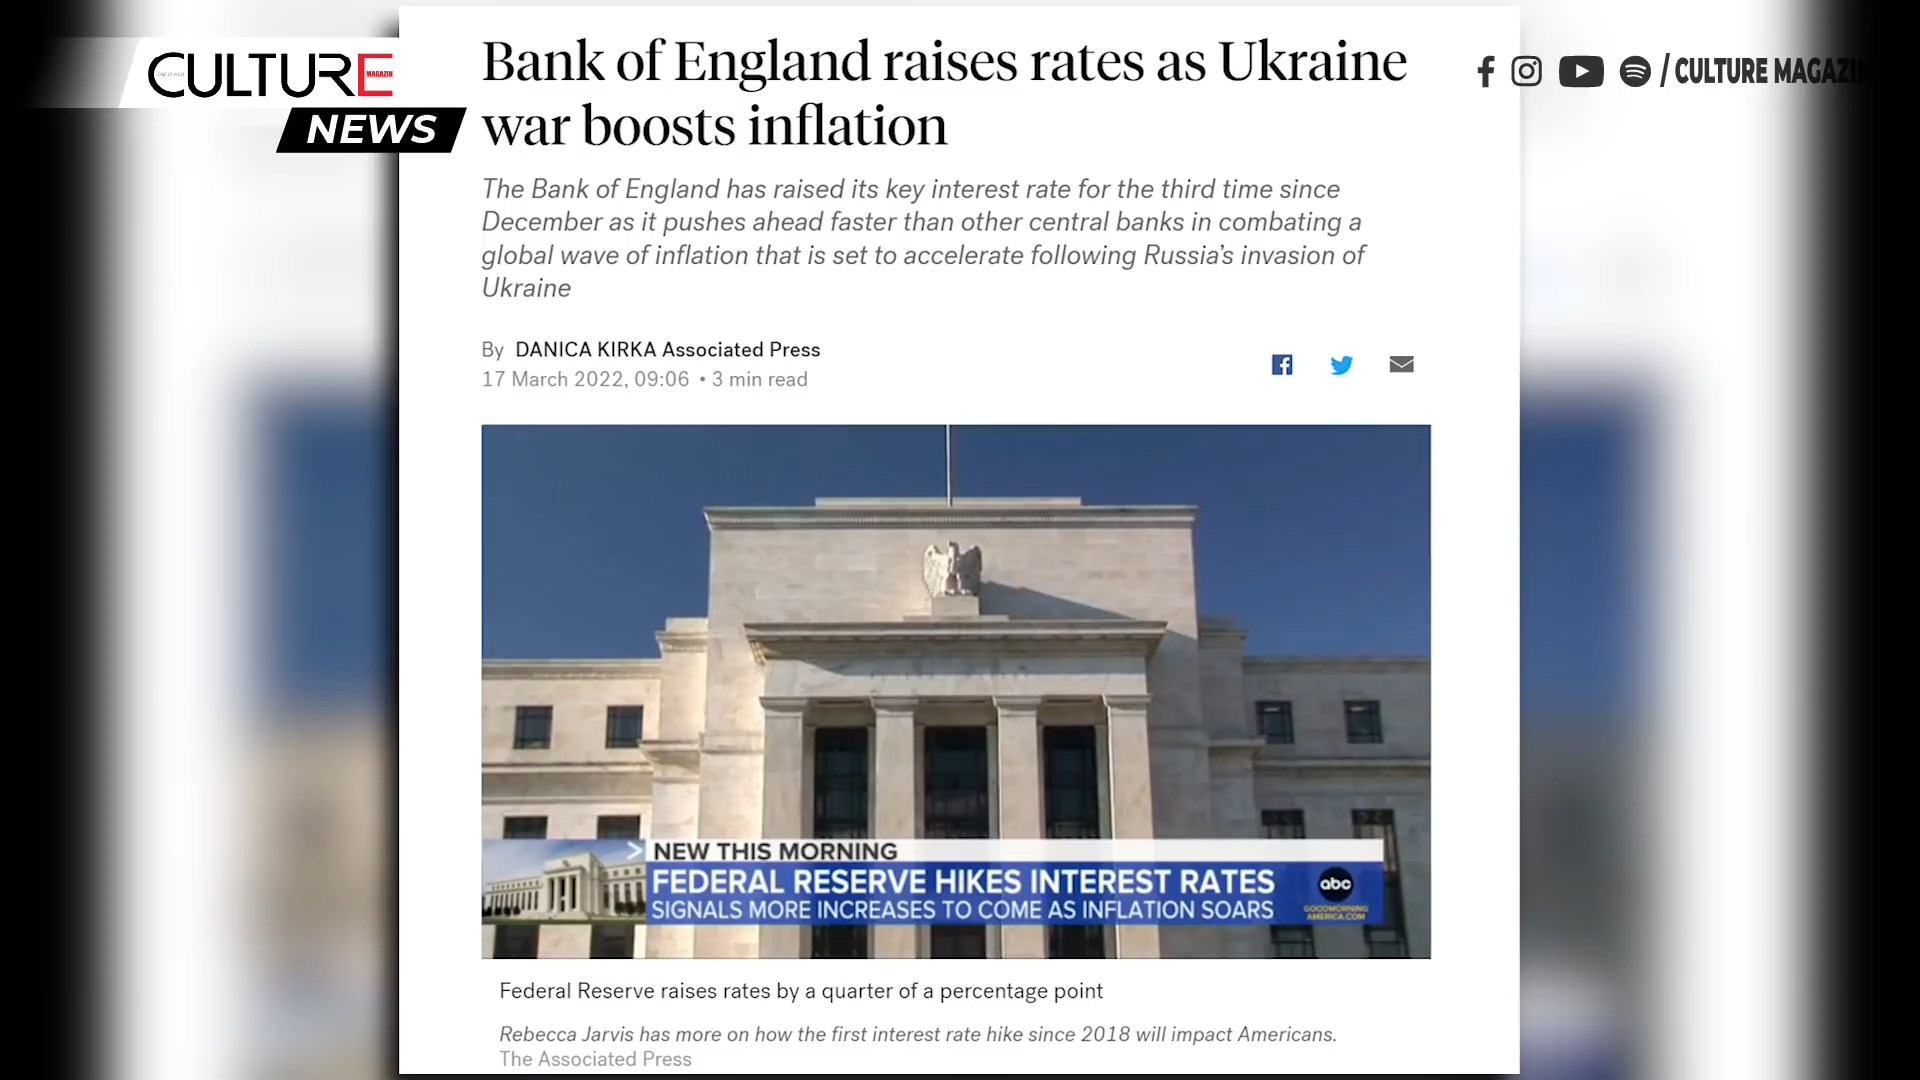 CULTURE
MAGAZIN
NEWS
/ CULTURE MAGAZIN
Bank of England raises rates as Ukraine
war boosts inflation
The Bank of England has raised its key interest rate for the third time since
December as it pushes ahead faster than other central banks in combating a
global wave of inflation that is set to accelerate following Russia’s invasion of
Ukraine
By DANICA KIRKA Associated Press
17 March 2022, 09:06 • 3 min read
NEW THIS MORNING
FEDERAL RESERVE HIKES INTEREST RATES
SIGNALS MORE INCREASES TO COME AS INFLATION SOARS
abc
GOODMORNING
AMERICA.COM
Federal Reserve raises rates by a quarter of a percentage point
Rebecca Jarvis has more on how the first interest rate hike since 2018 will impact Americans.
The Associated Press